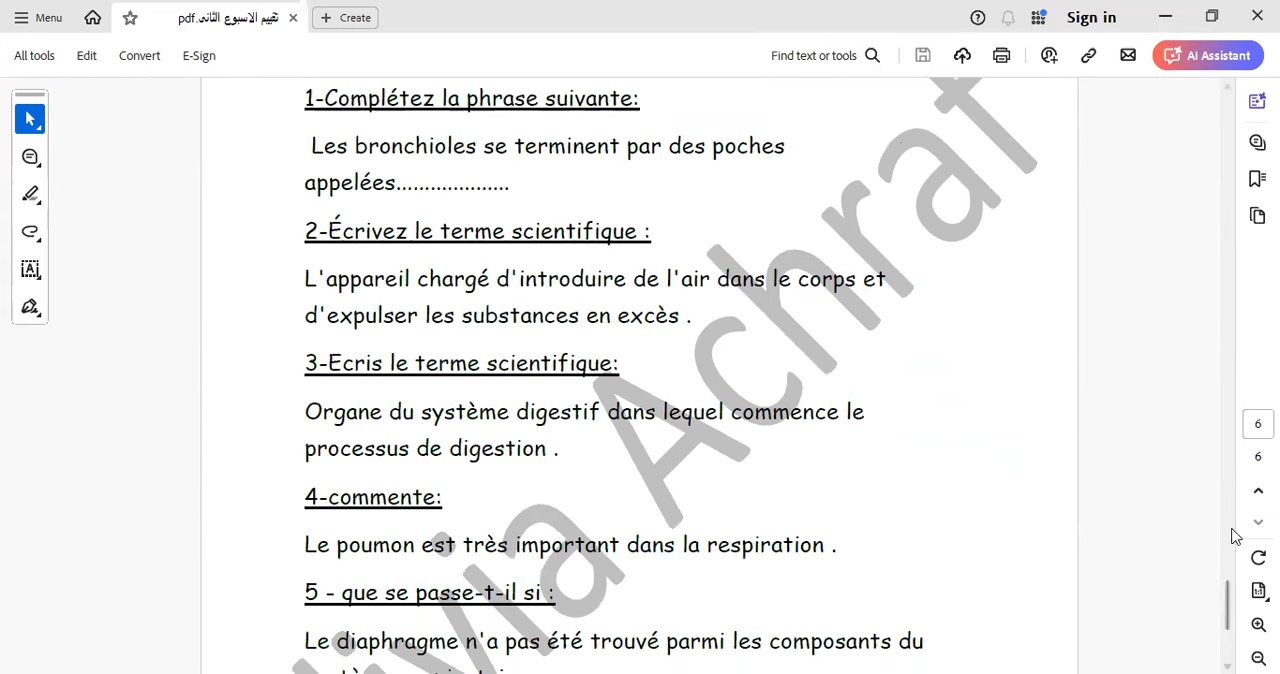 Menu
تقييم الاسبوع الثانى.pdf
Create
Sign in
All tools
Edit
Convert
E-Sign
Find text or tools
AI Assistant
1-Complétez la phrase suivante:
Les bronchioles se terminent par des poches
appelées....................
2-Écrivez le terme scientifique :
L'appareil chargé d'introduire de l'air dans le corps et
d'expulser les substances en excès .
3-Ecris le terme scientifique:
Organe du système digestif dans lequel commence le
processus de digestion .
4-commente:
Le poumon est très important dans la respiration .
5 - que se passe-t-il si :
Le diaphragme n'a pas été trouvé parmi les composants du
6
6
Achraf